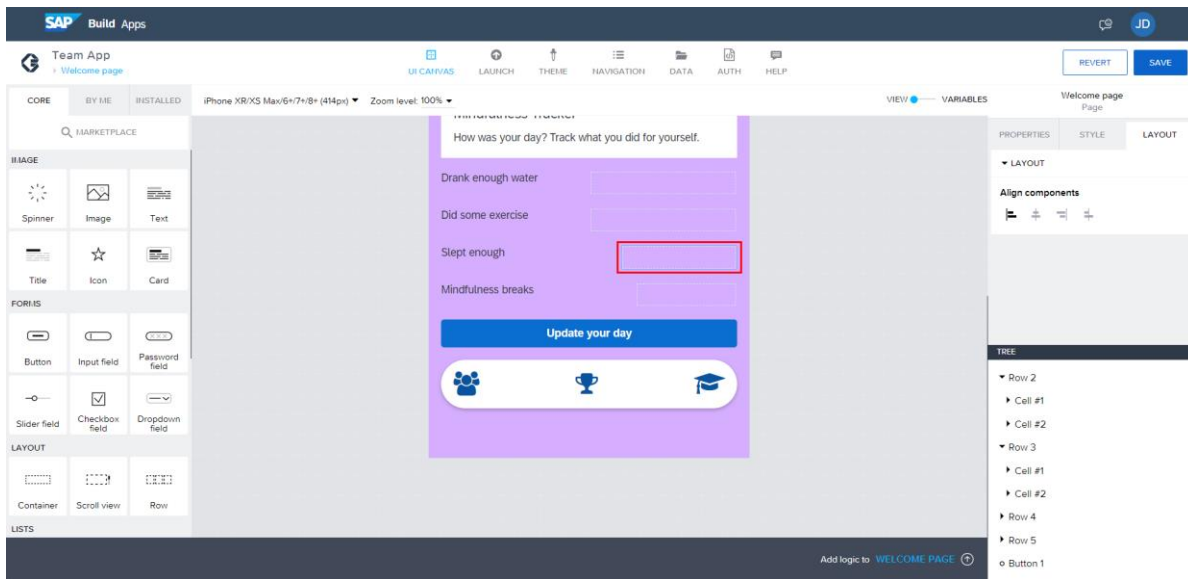 SAP Build Apps
JD
Team App
Welcome page
UI CANVAS
LAUNCH
THEME
NAVIGATION
DATA
AUTH
HELP
REVERT
SAVE
CORE
BY ME
INSTALLED
iPhone XR/XS Max/6+/7+/8+ (414px)
Zoom level: 100%
VIEW
VARIABLES
Welcome page
Page
MARKETPLACE
PROPERTIES
STYLE
LAYOUT
IMAGE
Spinner
Image
Text
Title
Icon
Card
FORMS
Button
Input field
Password field
Slider field
Checkbox field
Dropdown field
LAYOUT
Container
Scroll view
Row
LISTS
Mindfulness Tracker
How was your day? Track what you did for yourself.
Drank enough water
Did some exercise
Slept enough
Mindfulness breaks
Update your day
LAYOUT
Align components
TREE
Row 2
Cell #1
Cell #2
Row 3
Cell #1
Cell #2
Row 4
Row 5
Button 1
Add logic to WELCOME PAGE